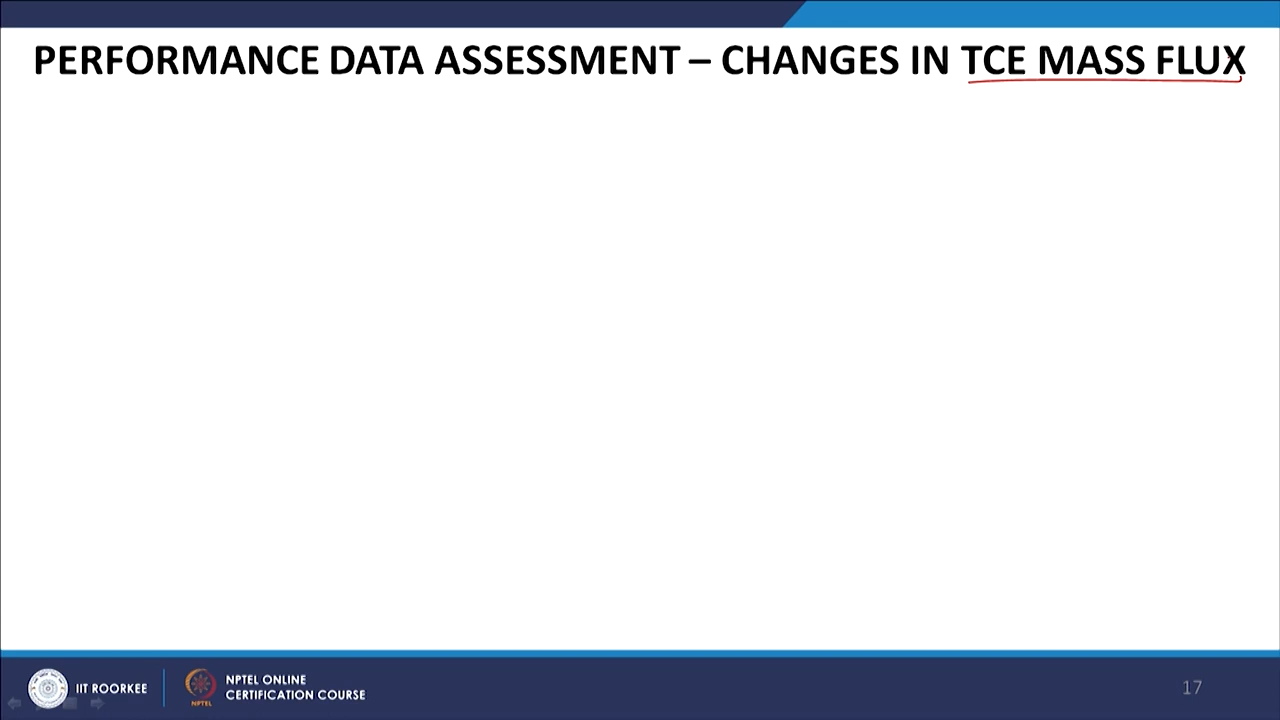 PERFORMANCE DATA ASSESSMENT – CHANGES IN TCE MASS FLUX
IIT ROORKEE
NPTEL ONLINE
CERTIFICATION COURSE
NPTEL
17